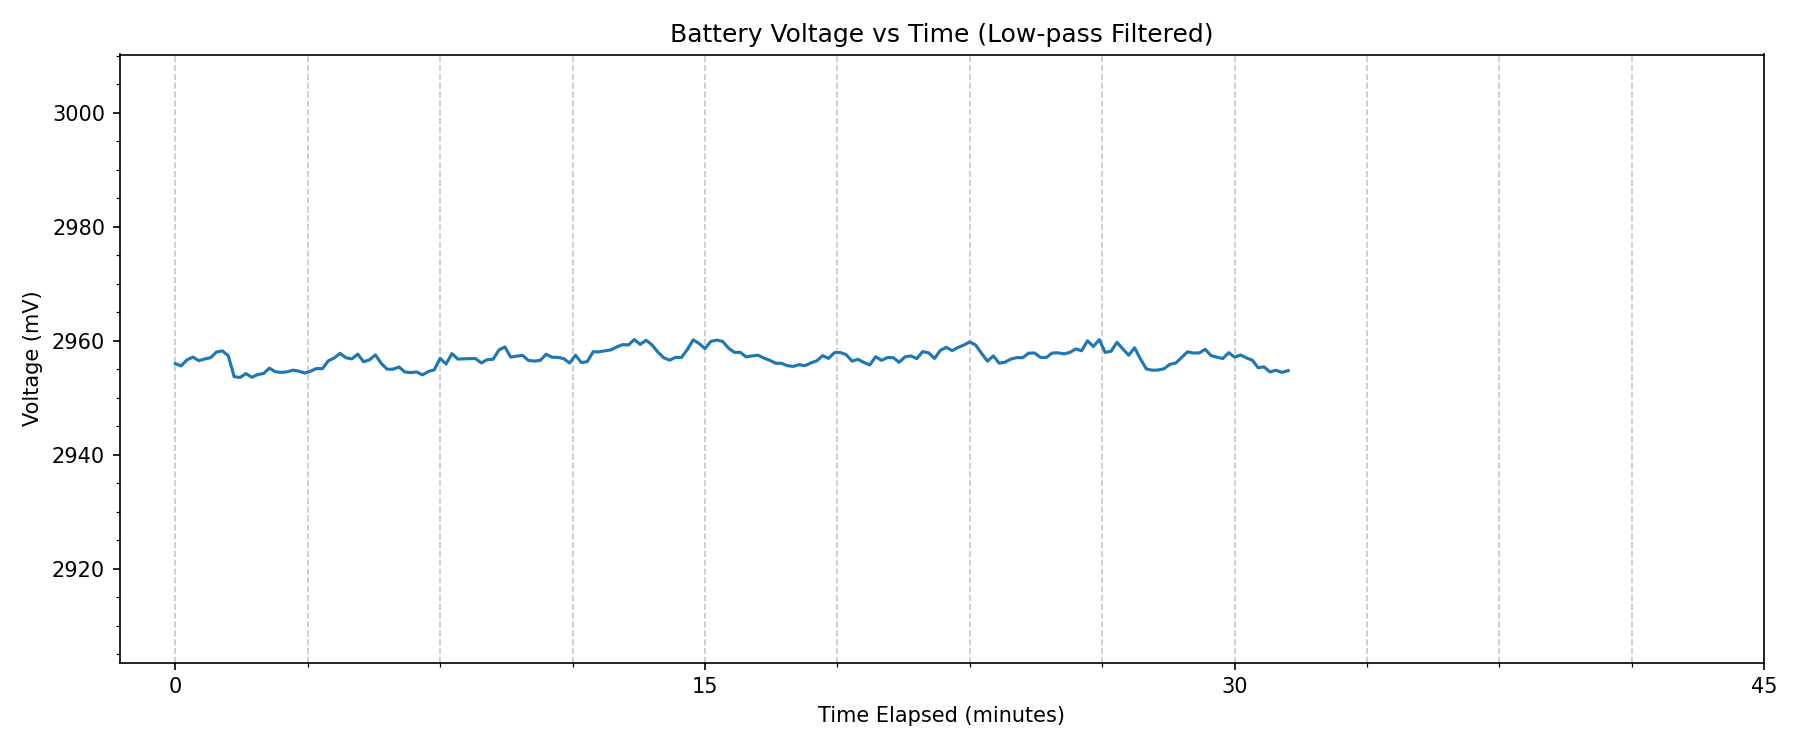 Battery Voltage vs Time (Low-pass Filtered)
Voltage (mV)
3000
2980
2960
2940
2920
0 15 30 45
Time Elapsed (minutes)